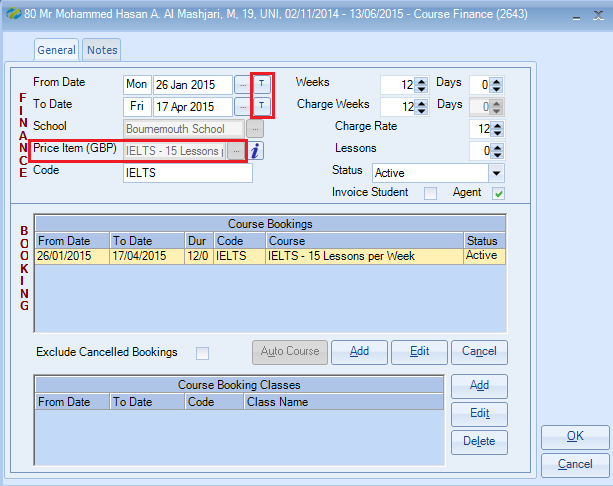 80 Mr Mohammed Hasan A. Al Mashjari, M, 19, UNI, 02/11/2014 - 13/06/2015 - Course Finance (2643)
General Notes
FINANCE
From Date Mon 26 Jan 2015 ... T Weeks 12 Days 0
To Date Fri 17 Apr 2015 ... T Charge Weeks 12 Days 0
School Bournemouth School ... Charge Rate 12
Price Item (GBP) IELTS - 15 Lessons ... i Lessons 0
Code IELTS Status Active
Invoice Student Agent
BOOKING
Course Bookings
From Date To Date Dur Code Course Status
26/01/2015 17/04/2015 12/0 IELTS IELTS - 15 Lessons per Week Active
Exclude Cancelled Bookings Auto Course Add Edit Cancel
Course Booking Classes
From Date To Date Code Class Name
Add
Edit
Delete
OK
Cancel